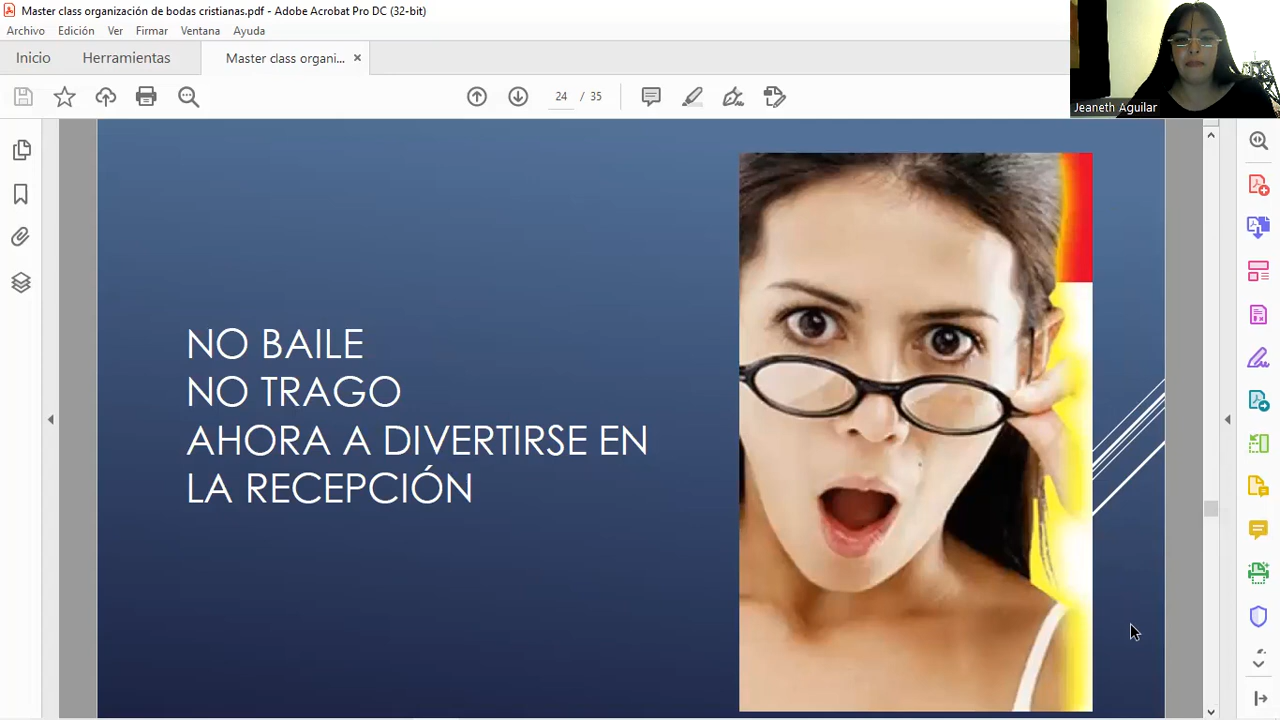 Master class organización de bodas cristianas.pdf - Adobe Acrobat Pro DC (32-bit)
Archivo Edición Ver Firmar Ventana Ayuda
Inicio Herramientas Master class organi... ×
24 / 35
Jeaneth Aguilar
NO BAILE
NO TRAGO
AHORA A DIVERTIRSE EN
LA RECEPCIÓN